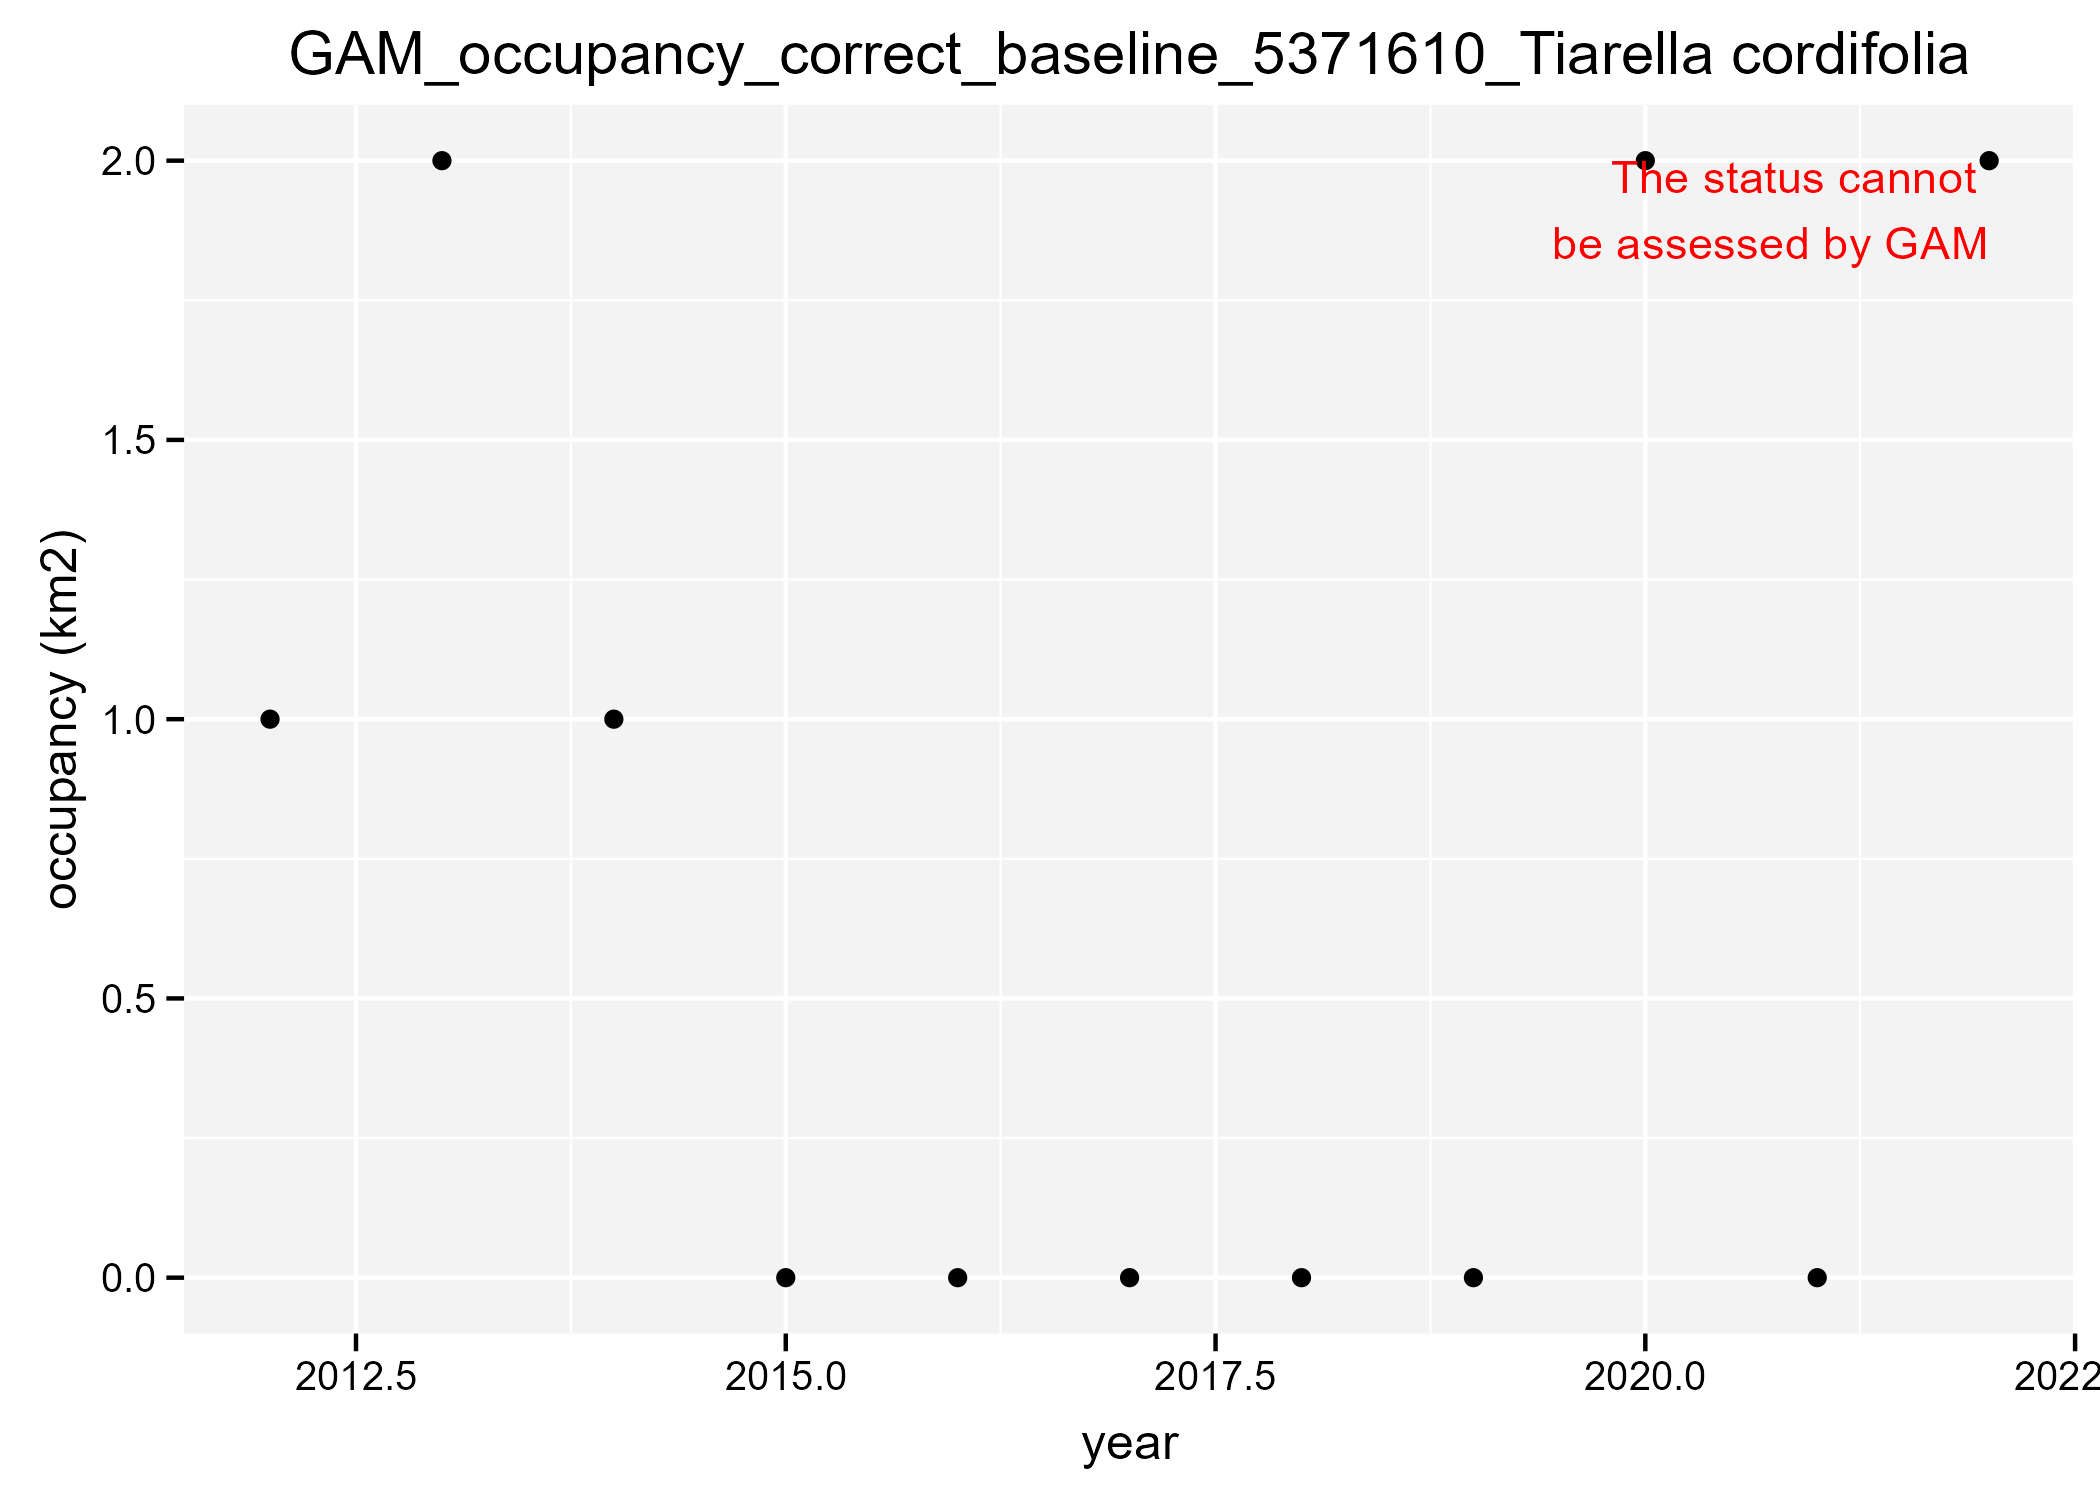 GAM_occupancy_correct_baseline_5371610_Tiarella cordifolia
2.0
The status cannot
be assessed by GAM
1.5
occupancy (km2)
1.0
0.5
0.0
2012.5 2015.0 2017.5 2020.0 2022
year